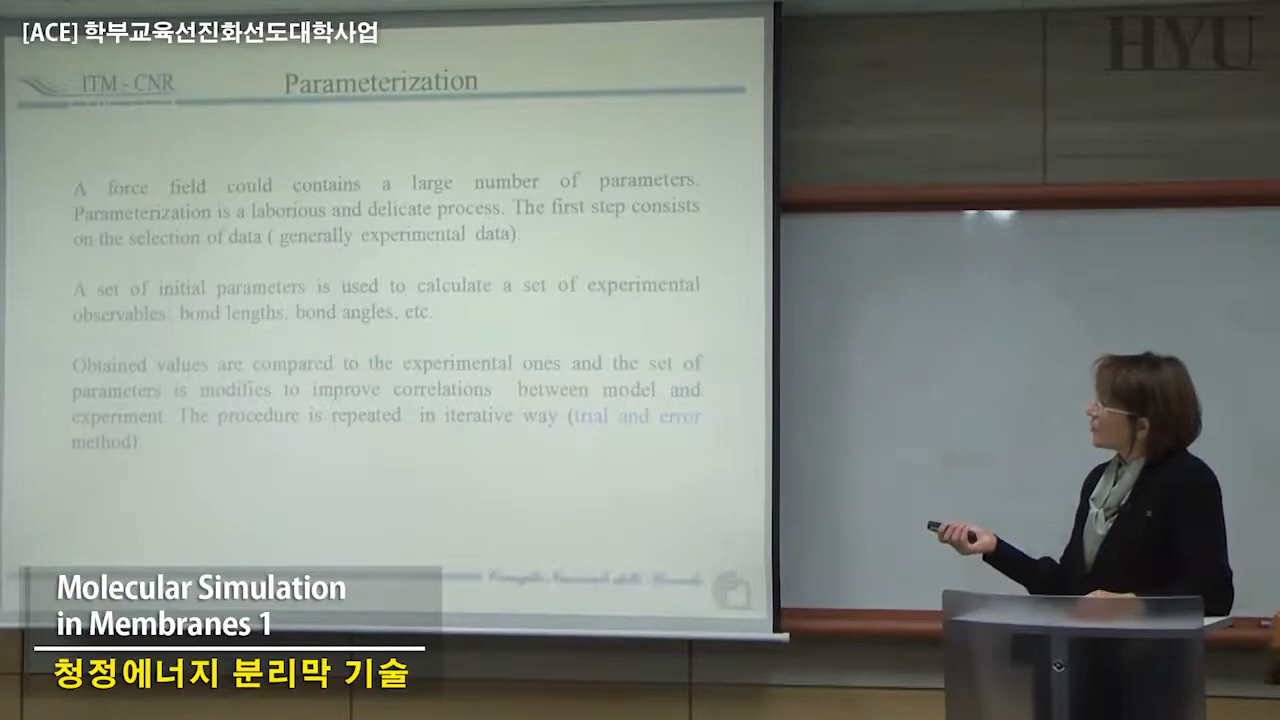 [ACE] 학부교육선진화선도대학사업
HYU
ITM - CNR
Parameterization
A force field could contains a large number of parameters.
Parameterization is a laborious and delicate process. The first step consists
on the selection of data ( generally experimental data).
A set of initial parameters is used to calculate a set of experimental
observables: bond lengths, bond angles, etc.
Obtained values are compared to the experimental ones and the set of
parameters is modifies to improve correlations between model and
experiment. The procedure is repeated in iterative way (trial and error
method).
Consiglio Nazionale delle Ricerche
Molecular Simulation
in Membranes 1
청정에너지 분리막 기술